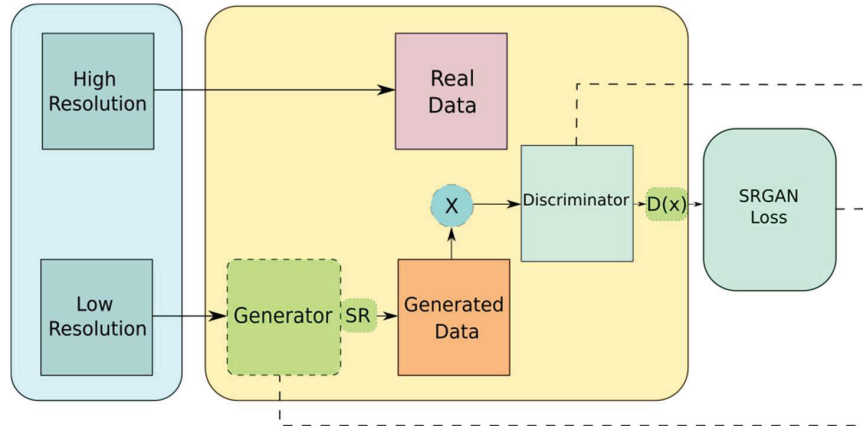 High
Resolution
Real
Data
X
Discriminator
D(x)
SRGAN
Loss
Low
Resolution
Generator
SR
Generated
Data